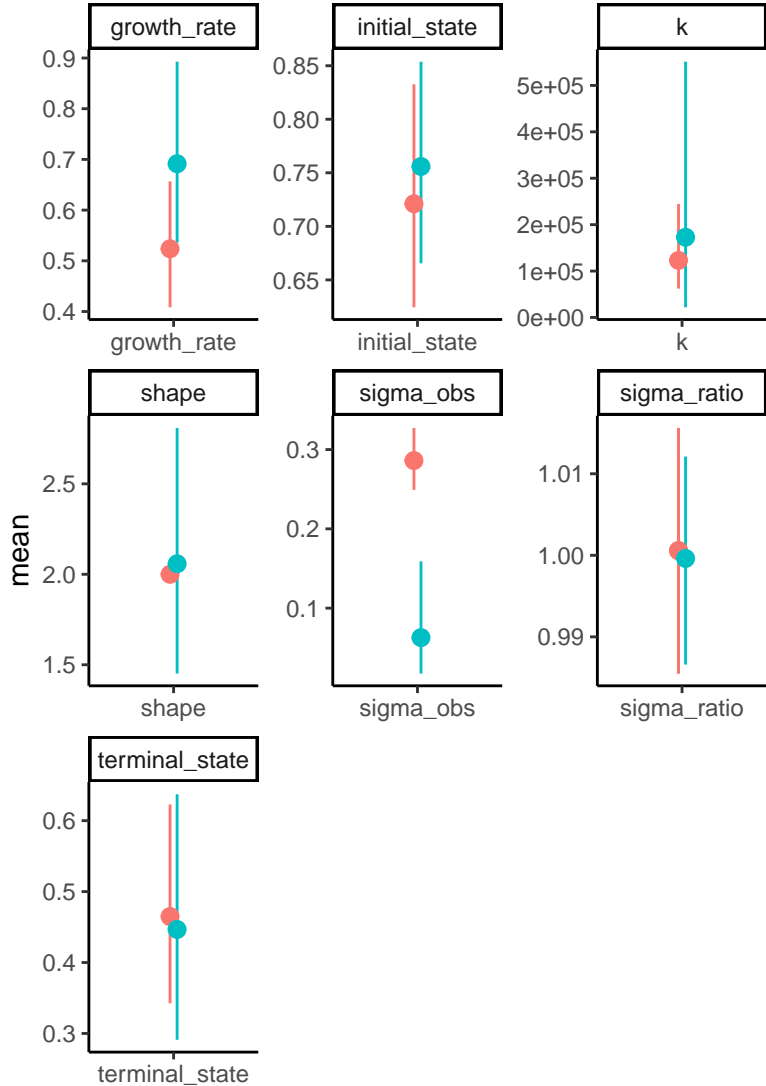 growth_rate
initial_state
k
0.9
0.8
0.7
0.6
0.5
0.4
0.85
0.80
0.75
0.70
0.65
5e+05
4e+05
3e+05
2e+05
1e+05
0e+00
growth_rate
initial_state
k
mean
shape
sigma_obs
sigma_ratio
2.5
2.0
1.5
0.3
0.2
0.1
1.01
1.00
0.99
shape
sigma_obs
sigma_ratio
terminal_state
0.6
0.5
0.4
0.3
terminal_state